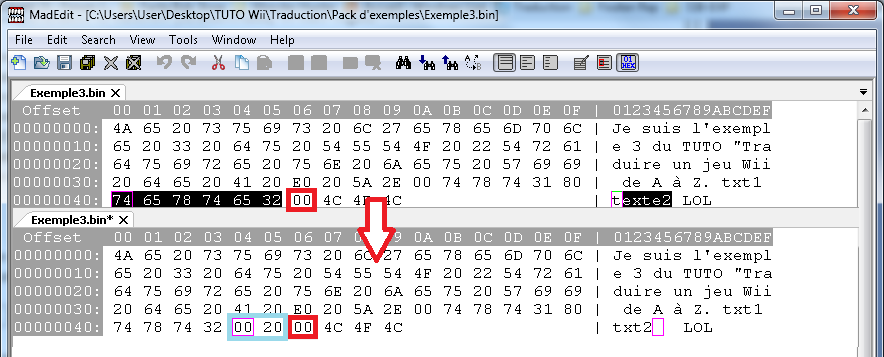 MadEdit - [C:\Users\User\Desktop\TUTO Wii\Traduction\Pack d'exemples\Exemple3.bin]
File Edit Search View Tools Window Help
Exemple3.bin
Offset 00 01 02 03 04 05 06 07 08 09 0A 0B 0C 0D 0E 0F | 0123456789ABCDEF
00000000: 4A 65 20 73 75 69 73 20 6C 27 65 78 65 6D 70 6C | Je suis l'exempl
00000010: 65 20 33 20 64 75 20 54 55 54 4F 20 22 54 72 61 | e 3 du TUTO "Tra
00000020: 64 75 69 72 65 20 75 6E 20 6A 65 75 20 57 69 69 | duire un jeu Wii
00000030: 20 64 65 20 41 20 E0 20 5A 2E 00 74 78 74 31 80 | de A à Z. txt1
00000040: 74 65 78 74 65 32 00 4C 4F 4C | texte2 LOL
Exemple3.bin*
Offset 00 01 02 03 04 05 06 07 08 09 0A 0B 0C 0D 0E 0F | 0123456789ABCDEF
00000000: 4A 65 20 73 75 69 73 20 6C 27 65 78 65 6D 70 6C | Je suis l'exempl
00000010: 65 20 33 20 64 75 20 54 55 54 4F 20 22 54 72 61 | e 3 du TUTO "Tra
00000020: 64 75 69 72 65 20 75 6E 20 6A 65 75 20 57 69 69 | duire un jeu Wii
00000030: 20 64 65 20 41 20 E0 20 5A 2E 00 74 78 74 31 80 | de A à Z. txt1
00000040: 74 78 74 32 00 20 00 4C 4F 4C | txt2 LOL